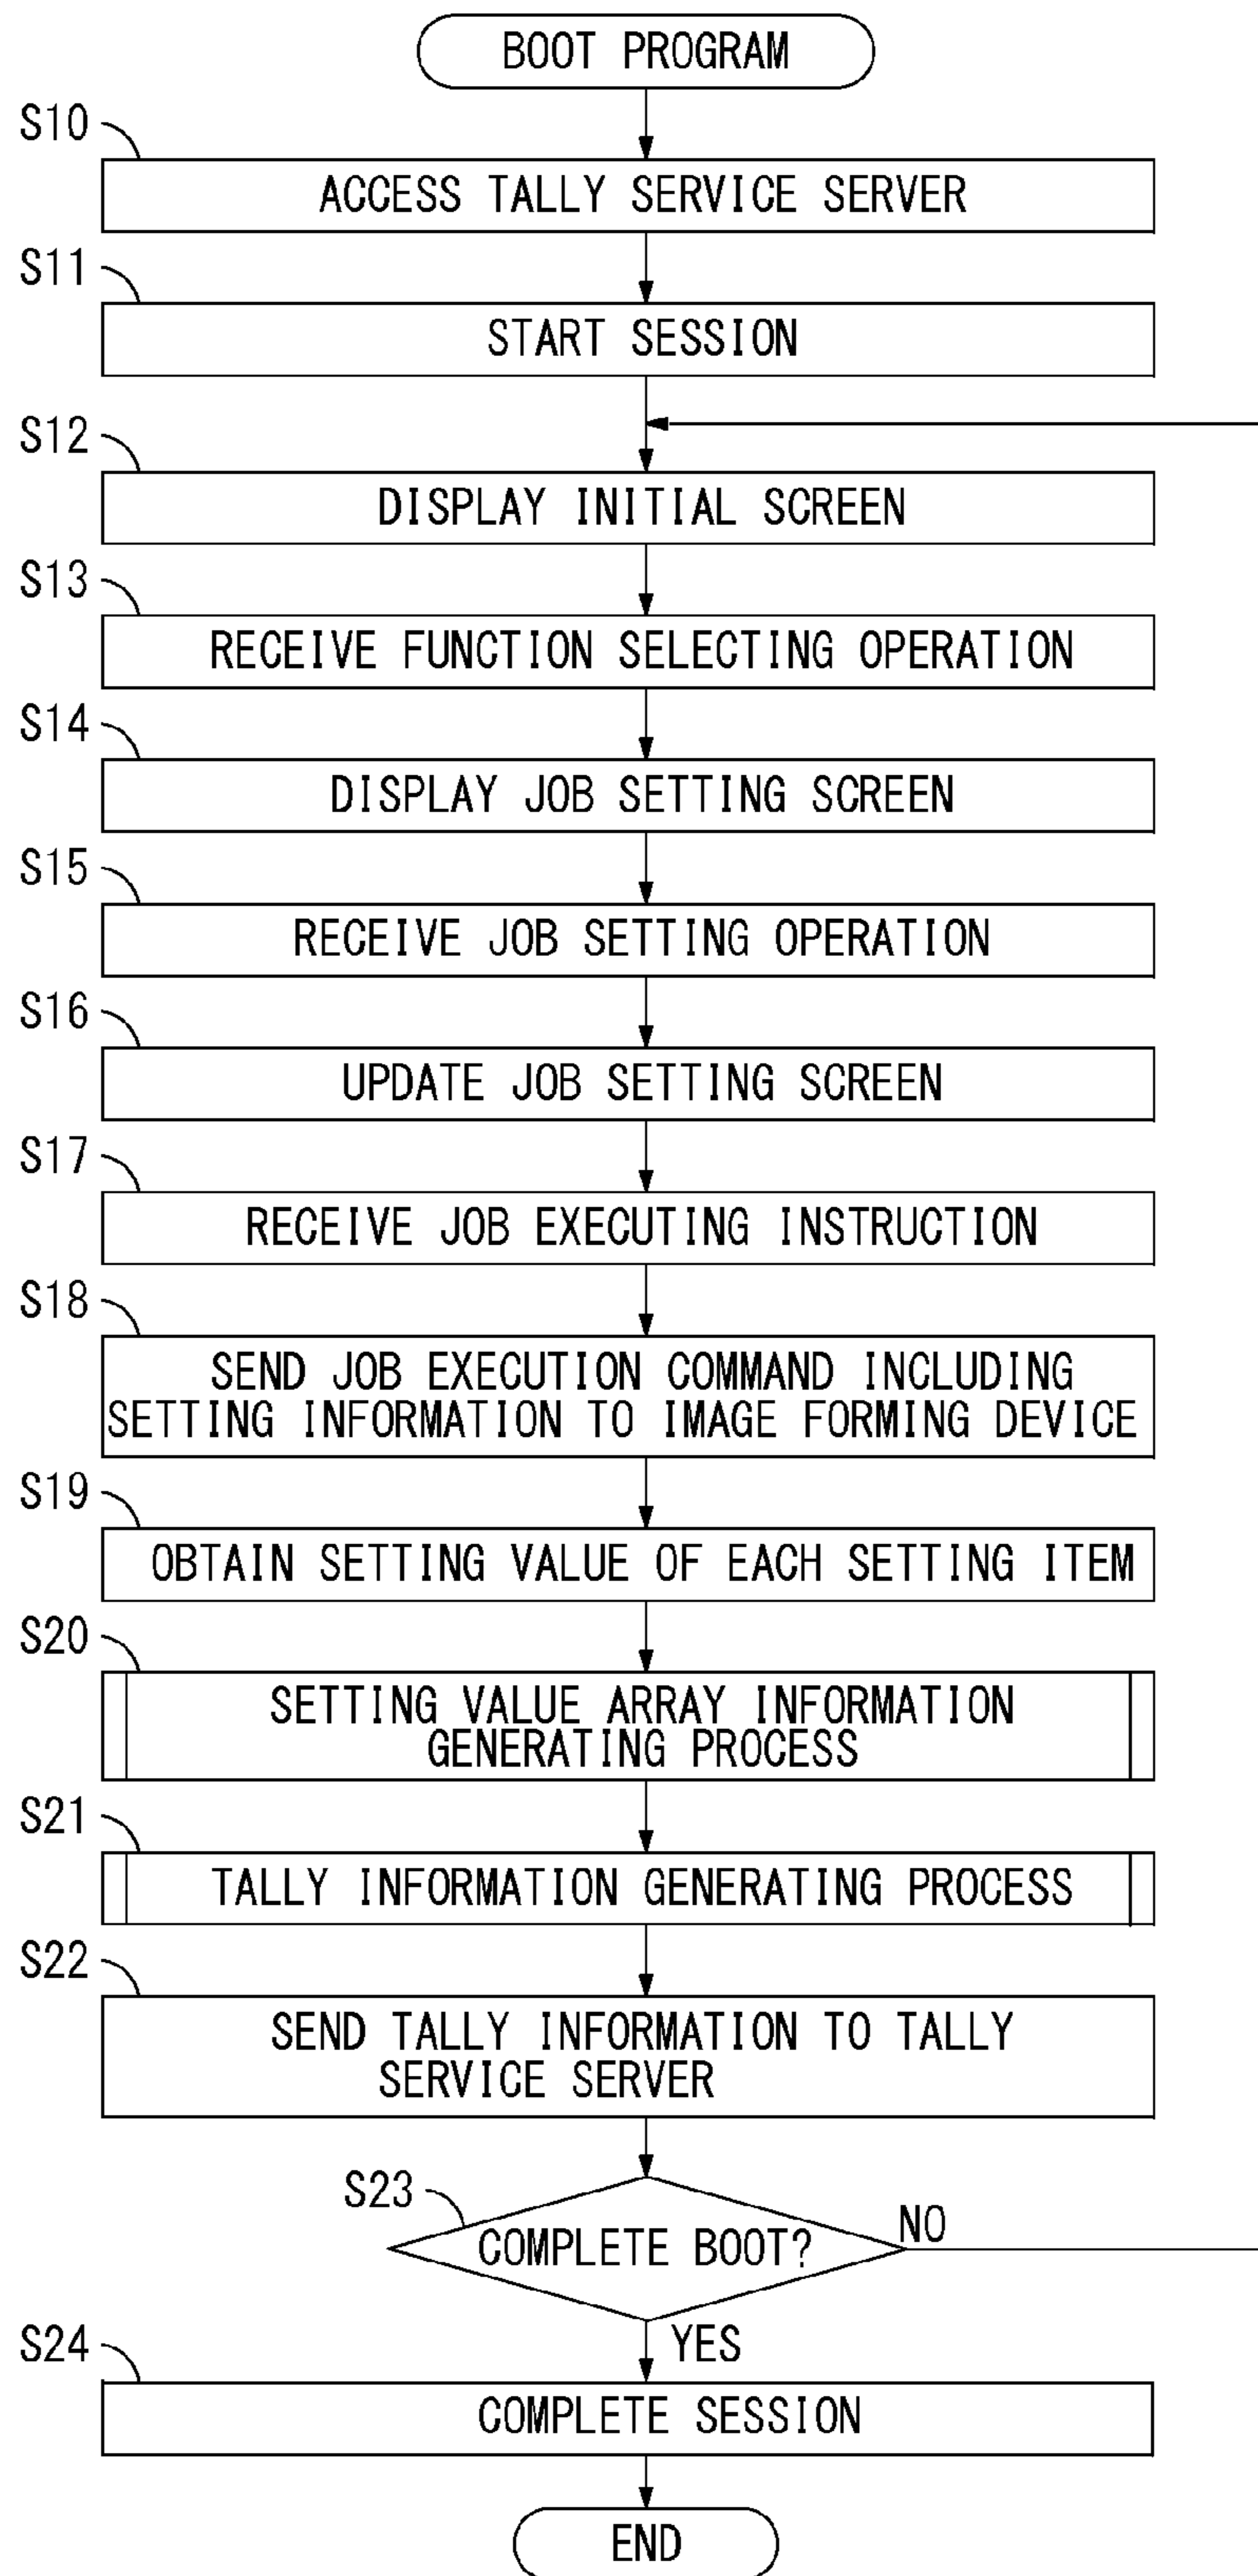 BOOT PROGRAM
S10
ACCESS TALLY SERVICE SERVER
S11
START SESSION
S12
DISPLAY INITIAL SCREEN
S13
RECEIVE FUNCTION SELECTING OPERATION
S14
DISPLAY JOB SETTING SCREEN
S15
RECEIVE JOB SETTING OPERATION
S16
UPDATE JOB SETTING SCREEN
S17
RECEIVE JOB EXECUTING INSTRUCTION
S18
SEND JOB EXECUTION COMMAND INCLUDING
SETTING INFORMATION TO IMAGE FORMING DEVICE
S19
OBTAIN SETTING VALUE OF EACH SETTING ITEM
S20
SETTING VALUE ARRAY INFORMATION
GENERATING PROCESS
S21
TALLY INFORMATION GENERATING PROCESS
S22
SEND TALLY INFORMATION TO TALLY
SERVICE SERVER
S23
COMPLETE BOOT?
NO
YES
S24
COMPLETE SESSION
END